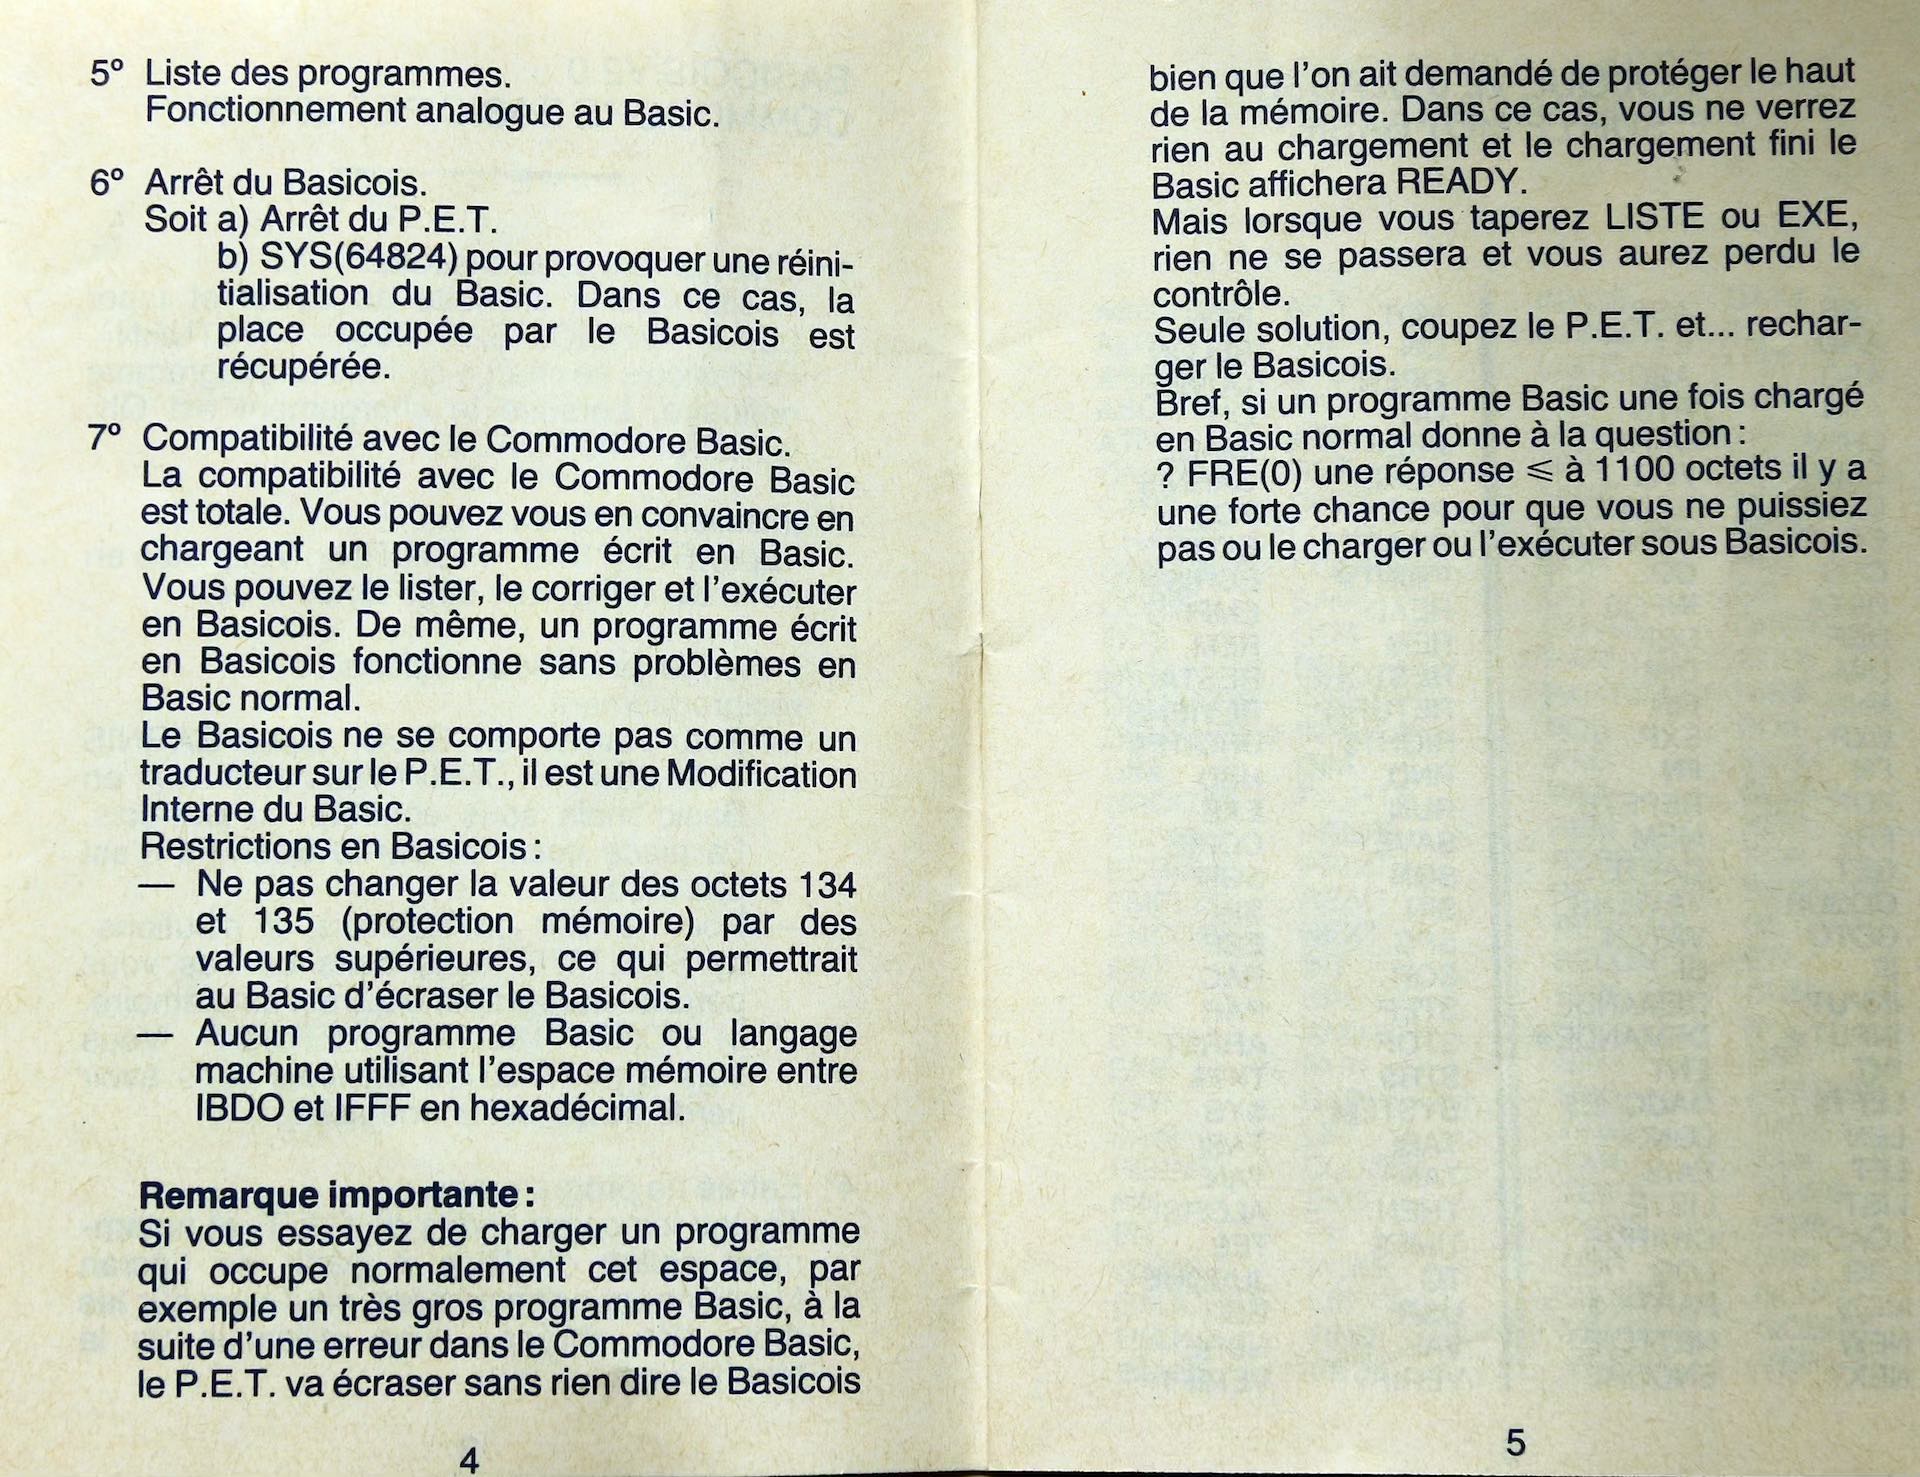 5° Liste des programmes.
Fonctionnement analogue au Basic.
6° Arrêt du Basicois.
Soit a) Arrêt du P.E.T.
b) SYS(64824) pour provoquer une réini-
tialisation du Basic. Dans ce cas, la
place occupée par le Basicois est
récupérée.
7° Compatibilité avec le Commodore Basic.
La compatibilité avec le Commodore Basic
est totale. Vous pouvez vous en convaincre en
chargeant un programme écrit en Basic.
Vous pouvez le lister, le corriger et l'exécuter
en Basicois. De même, un programme écrit
en Basicois fonctionne sans problèmes en
Basic normal.
Le Basicois ne se comporte pas comme un
traducteur sur le P.E.T., il est une Modification
Interne du Basic.
Restrictions en Basicois :
— Ne pas changer la valeur des octets 134
et 135 (protection mémoire) par des
valeurs supérieures, ce qui permettrait
au Basic d'écraser le Basicois.
— Aucun programme Basic ou langage
machine utilisant l'espace mémoire entre
IBDO et IFFF en hexadécimal.
Remarque importante :
Si vous essayez de charger un programme
qui occupe normalement cet espace, par
exemple un très gros programme Basic, à la
suite d'une erreur dans le Commodore Basic,
le P.E.T. va écraser sans rien dire le Basicois
4
bien que l'on ait demandé de protéger le haut
de la mémoire. Dans ce cas, vous ne verrez
rien au chargement et le chargement fini le
Basic affichera READY.
Mais lorsque vous taperez LISTE ou EXE,
rien ne se passera et vous aurez perdu le
contrôle.
Seule solution, coupez le P.E.T. et... rechar-
ger le Basicois.
Bref, si un programme Basic une fois chargé
en Basic normal donne à la question :
? FRE(0) une réponse ⩽ à 1100 octets il y a
une forte chance pour que vous ne puissiez
pas ou le charger ou l'exécuter sous Basicois.
5